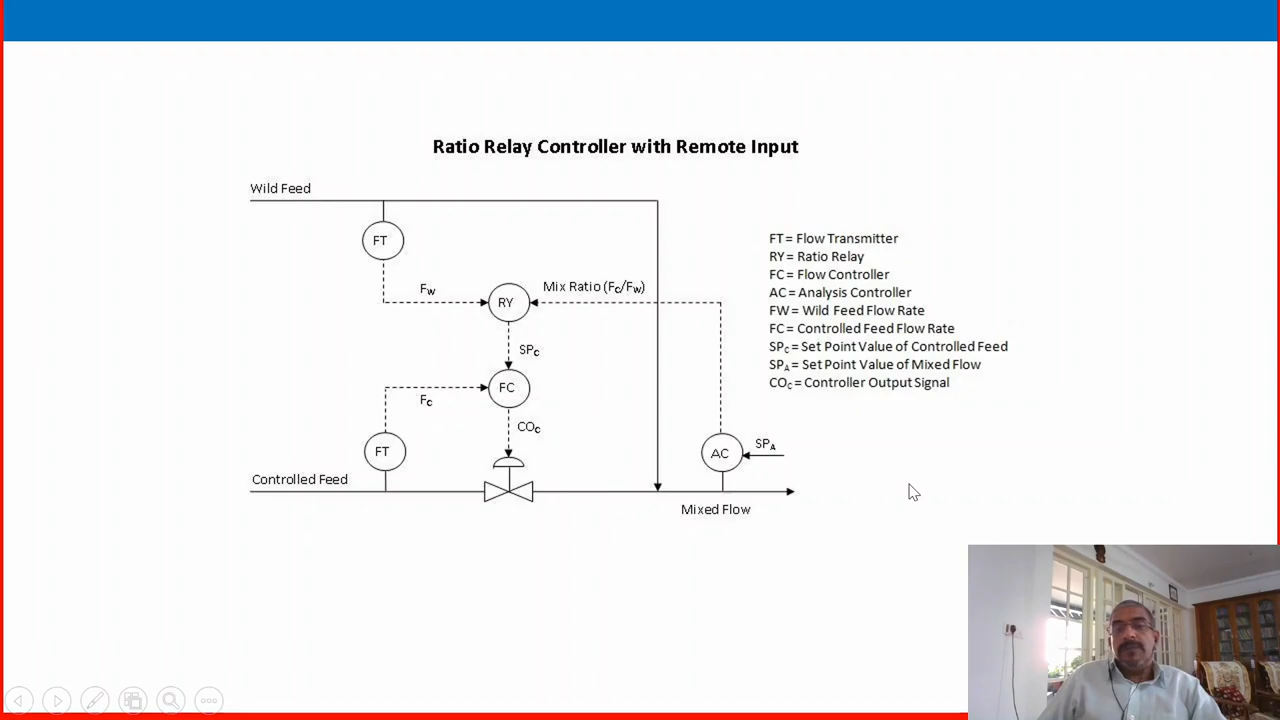 Ratio Relay Controller with Remote Input
Wild Feed
FT
Fw
RY
Mix Ratio (Fc/Fw)
SPc
FC
Fc
COc
FT
AC
SPA
Controlled Feed
Mixed Flow
FT = Flow Transmitter
RY = Ratio Relay
FC = Flow Controller
AC = Analysis Controller
FW = Wild Feed Flow Rate
FC = Controlled Feed Flow Rate
SPC = Set Point Value of Controlled Feed
SPA = Set Point Value of Mixed Flow
COC = Controller Output Signal